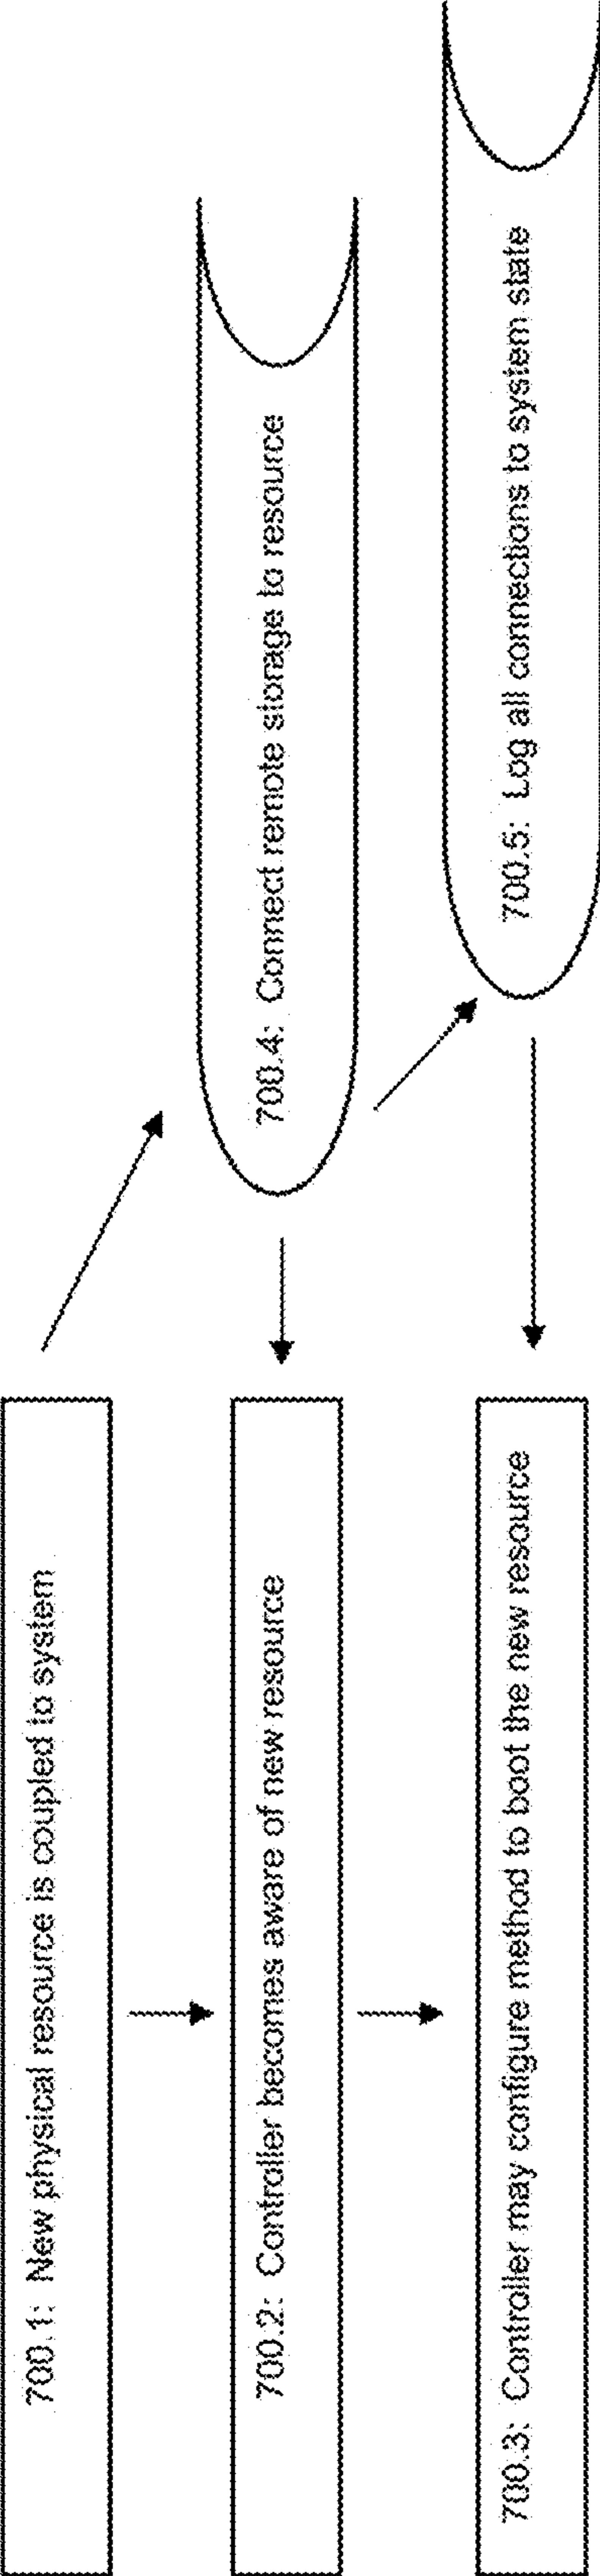 700.1: New physical resource is coupled to system
700.2: Controller becomes aware of new resource
700.3: Controller may configure method to boot the new resource
700.4: Connect remote storage to resource
700.5: Log all connections to system state